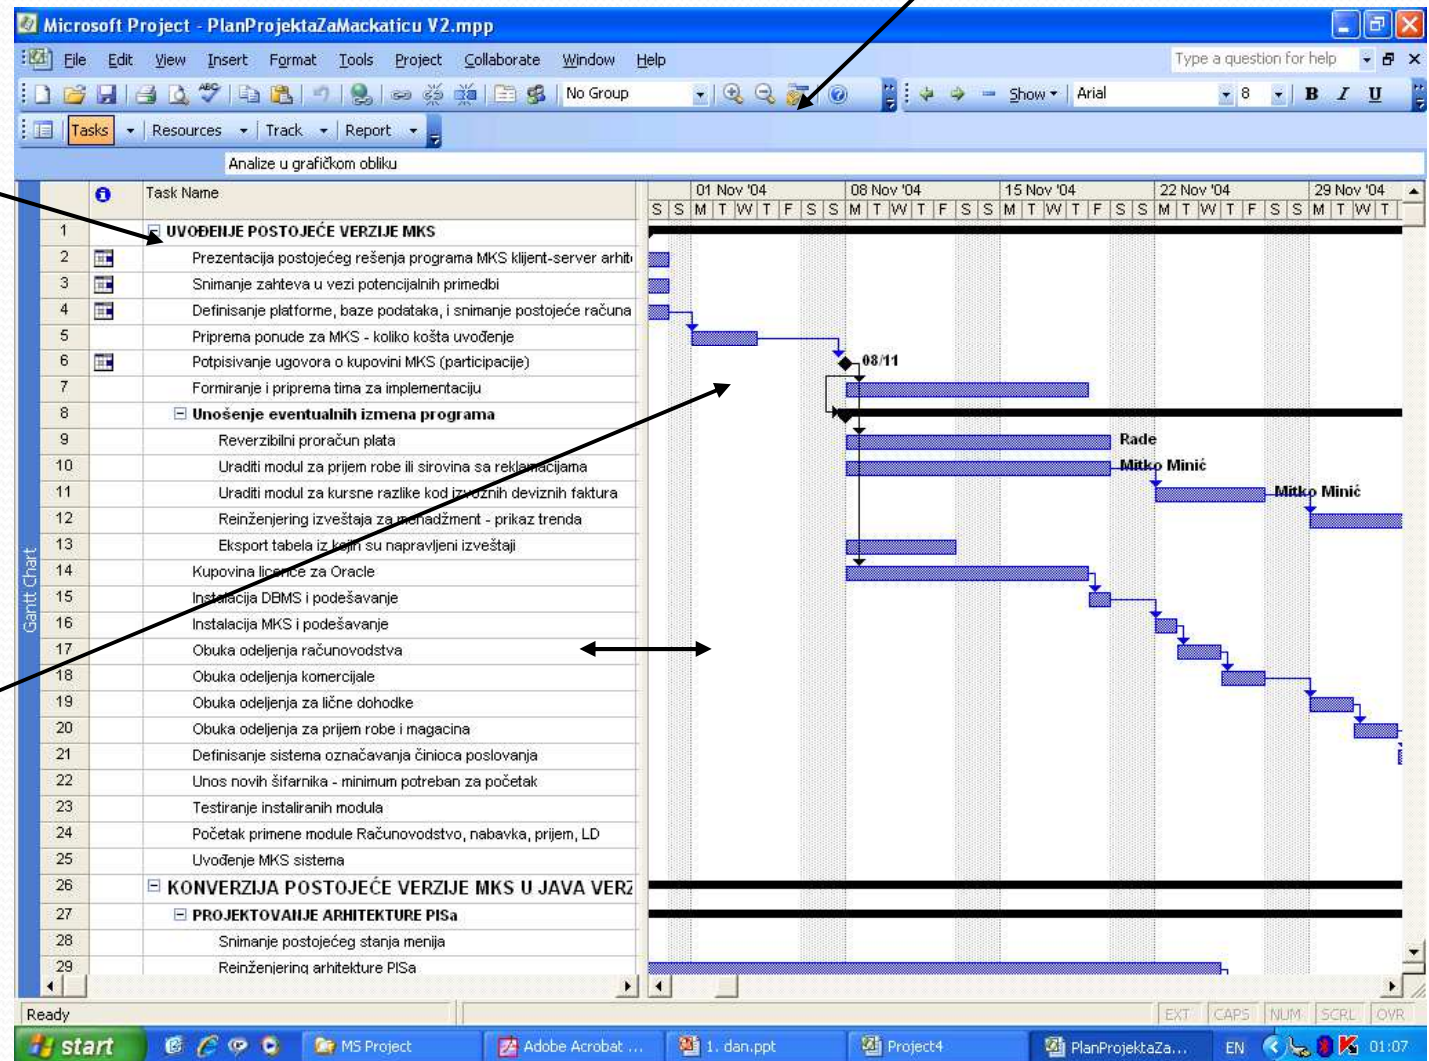 Microsoft Project - PlanProjektaZaMackaticu V2.mpp
File Edit View Insert Format Tools Project Collaborate Window Help Type a question for help
No Group Show Arial 8 B I U
Tasks Resources Track Report
Analize u grafičkom obliku
Task Name 01 Nov '04 08 Nov '04 15 Nov '04 22 Nov '04 29 Nov '04
S S M T W T F S S M T W T F S S M T W T F S S M T W T F S S M T W T
1 UVOĐENJE POSTOJEĆE VERZIJE MKS
2 Prezentacija postojećeg rešenja programa MKS klijent-server arhit
3 Snimanje zahteva u vezi potencijalnih primedbi
4 Definisanje platforme, baze podataka, i snimanje postojeće računa
5 Priprema ponude za MKS - koliko košta uvođenje
6 Potpisivanje ugovora o kupovini MKS (participacije) 08/11
7 Formiranje i priprema tima za implementaciju
8 Unošenje eventualnih izmena programa
9 Reverzibilni proračun plata Rade
10 Uraditi modul za prijem robe ili sirovina sa reklamacijama Mitko Minić
11 Uraditi modul za kursne razlike kod izvoznih deviznih faktura Mitko Minić
12 Reinženjering izveštaja za menadžment - prikaz trenda
13 Eksport tabela iz kojih su napravljeni izveštaji
14 Kupovina licence za Oracle
15 Instalacija DBMS i podešavanje
16 Instalacija MKS i podešavanje
17 Obuka odeljenja računovodstva
18 Obuka odeljenja komercijale
19 Obuka odeljenja za lične dohodke
20 Obuka odeljenja za prijem robe i magacina
21 Definisanje sistema označavanja činioca poslovanja
22 Unos novih šifarnika - minimum potreban za početak
23 Testiranje instaliranih modula
24 Početak primene module Računovodstvo, nabavka, prijem, LD
25 Uvođenje MKS sistema
26 KONVERZIJA POSTOJEĆE VERZIJE MKS U JAVA VERZ
27 PROJEKTOVANJE ARHITEKTURE PISa
28 Snimanje postojećeg stanja menija
29 Reinženjering arhitekture PISa
Gantt Chart
Ready EXT CAPS NUM SCRL OVR
start MS Project Adobe Acrobat ... 1. dan.ppt Project4 PlanProjektaZa... EN 01:07